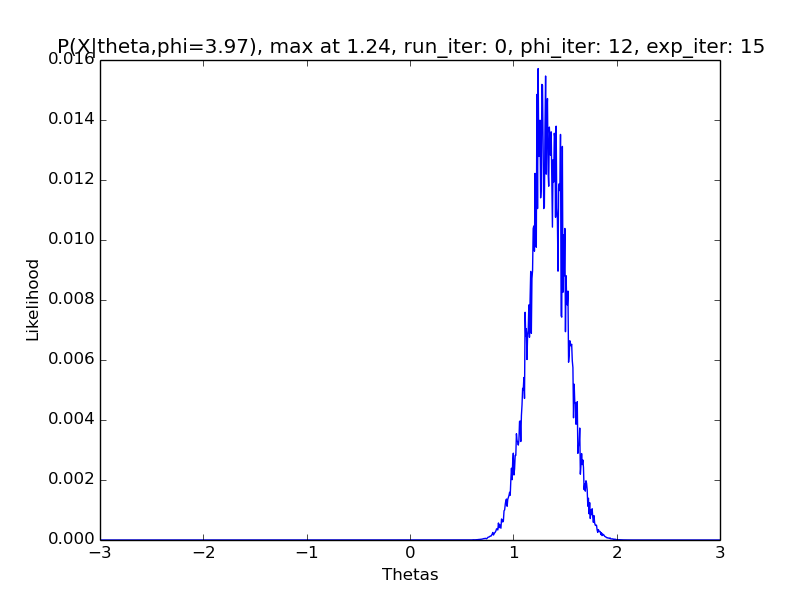 P(X|theta,phi=3.97), max at 1.24, run_iter: 0, phi_iter: 12, exp_iter: 15
0.016
0.014
0.012
0.010
0.008
0.006
0.004
0.002
0.000
Likelihood
−3 −2 −1 0 1 2 3
Thetas